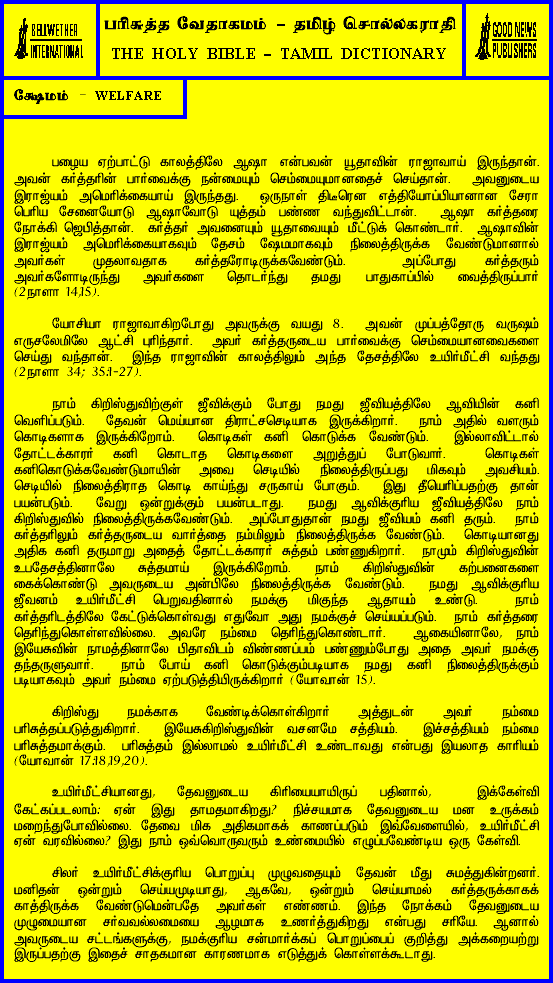 BELLWETHER
INTERNATIONAL
பரிசுத்த வேதாகமம் - தமிழ் சொல்லகராதி
THE HOLY BIBLE - TAMIL DICTIONARY
GOOD NEWS
PUBLISHERS
க்ஷேமம் - WELFARE
பழைய ஏற்பாட்டு காலத்திலே ஆஷா என்பவன் யூதாவின் ராஜாவாய் இருந்தான்.
அவன் கர்த்தரின் பார்வைக்கு நன்மையும் செம்மையுமானதைச் செய்தான். அவனுடைய
இராஜ்யம் அமெரிக்கையாய் இருந்தது. ஒருநாள் திடீரென எத்தியோப்பியானான சேரா
பெரிய சேனையோடு ஆஷாவோடு யுத்தம் பண்ண வந்துவிட்டான். ஆஷா கர்த்தரை
நோக்கி ஜெபித்தான். கர்த்தர் அவனையும் யூதாவையும் மீட்டுக் கொண்டார். ஆஷாவின்
இராஜ்யம் அமெரிக்கையாகவும் தேசம் ஷேமமாகவும் நிலைத்திருக்க வேண்டுமானால்
அவர்கள் முதலாவதாக கர்த்தரோடிருக்கவேண்டும். அப்போது கர்த்தரும்
அவர்களோடிருந்து அவர்களை தொடர்ந்து தமது பாதுகாப்பில் வைத்திருப்பார்
(2நாளா 14,15).
யோசியா ராஜாவாகிறபோது அவருக்கு வயது 8. அவன் முப்பத்தோரு வருஷம்
எருசலேமிலே ஆட்சி புரிந்தார். அவர் கர்த்தருடைய பார்வைக்கு செம்மையானவைகளை
செய்து வந்தான். இந்த ராஜாவின் காலத்திலும் அந்த தேசத்திலே உயிர்மீட்சி வந்தது
(2நாளா 34; 35:1-27).
நாம் கிறிஸ்துவிற்குள் ஜீவிக்கும் போது நமது ஜீவியத்திலே ஆவியின் கனி
வெளிப்படும். தேவன் மெய்யான திராட்சசெடியாக இருக்கிறார். நாம் அதில் வளரும்
கொடிகளாக இருக்கிறோம். கொடிகள் கனி கொடுக்க வேண்டும். இல்லாவிட்டால்
தோட்டக்காரர் கனி கொடாத கொடிகளை அறுத்துப் போடுவார். கொடிகள்
கனிகொடுக்கவேண்டுமாயின் அவை செடியில் நிலைத்திருப்பது மிகவும் அவசியம்.
செடியில் நிலைத்திராத கொடி காய்ந்து சருகாய் போகும். இது தீயெரிப்பதற்கு தான்
பயன்படும். வேறு ஒன்றுக்கும் பயன்படாது. நமது ஆவிக்குரிய ஜீவியத்திலே நாம்
கிறிஸ்துவில் நிலைத்திருக்கவேண்டும். அப்போதுதான் நமது ஜீவியம் கனி தரும். நாம்
கர்த்தரிலும் கர்த்தருடைய வார்த்தை நம்மிலும் நிலைத்திருக்க வேண்டும். கொடியானது
அதிக கனி தருமாறு அதைத் தோட்டக்காரர் சுத்தம் பண்ணுகிறார். நாமும் கிறிஸ்துவின்
உபதேசத்தினாலே சுத்தமாய் இருக்கிறோம். நாம் கிறிஸ்துவின் கற்பனைகளை
கைக்கொண்டு அவருடைய அன்பிலே நிலைத்திருக்க வேண்டும். நமது ஆவிக்குரிய
ஜீவனம் உயிர்மீட்சி பெறுவதினால் நமக்கு மிகுந்த ஆதாயம் உண்டு. நாம்
கர்த்தரிடத்திலே கேட்டுக்கொள்வது எதுவோ அது நமக்குச் செய்யப்படும். நாம் கர்த்தரை
தெரிந்துகொள்ளவில்லை. அவரே நம்மை தெரிந்துகொண்டார். ஆகையினாலே, நாம்
இயேசுவின் நாமத்தினாலே பிதாவிடம் விண்ணப்பம் பண்ணும்போது அதை அவர் நமக்கு
தந்தருளுவார். நாம் போய் கனி கொடுக்கும்படியாக நமது கனி நிலைத்திருக்கும்
படியாகவும் அவர் நம்மை ஏற்படுத்தியிருக்கிறார் (யோவான் 15).
கிறிஸ்து நமக்காக வேண்டிக்கொள்கிறார் அத்துடன் அவர் நம்மை
பரிசுத்தப்படுத்துகிறார். இயேசுகிறிஸ்துவின் வசனமே சத்தியம். இச்சத்தியம் நம்மை
பரிசுத்தமாக்கும். பரிசுத்தம் இல்லாமல் உயிர்மீட்சி உண்டாவது என்பது இயலாத காரியம்
(யோவான் 17:18,19,20).
உயிர்மீட்சியானது, தேவனுடைய கிரியையாயிருப் பதினால், இக்கேள்வி
கேட்கப்படலாம்: ஏன் இது தாமதமாகிறது? நிச்சயமாக தேவனுடைய மன உருக்கம்
மறைந்துபோவில்லை. தேவை மிக அதிகமாகக் காணப்படும் இவ்வேளையில், உயிர்மீட்சி
ஏன் வரவில்லை? இது நாம் ஒவ்வொருவரும் உண்மையில் எழுப்பவேண்டிய ஒரு கேள்வி.
சிலர் உயிர்மீட்சிக்குரிய பொறுப்பு முழுவதையும் தேவன் மீது சுமத்துகின்றனர்.
மனிதன் ஒன்றும் செய்யமுடியாது, ஆகவே, ஒன்றும் செய்யாமல் கர்த்தருக்காகக்
காத்திருக்க வேண்டுமென்பதே அவர்கள் எண்ணம். இந்த நோக்கம் தேவனுடைய
முழுமையான சர்வவல்லமையை ஆழமாக உணர்த்துகிறது என்பது சரியே. ஆனால்
அவருடைய சட்டங்களுக்கு, நமக்குரிய சன்மார்க்கப் பொறுப்பைப் குறித்து அக்கறையற்று
இருப்பதற்கு இதைச் சாதகமான காரணமாக எடுத்துக் கொள்ளக்கூடாது.